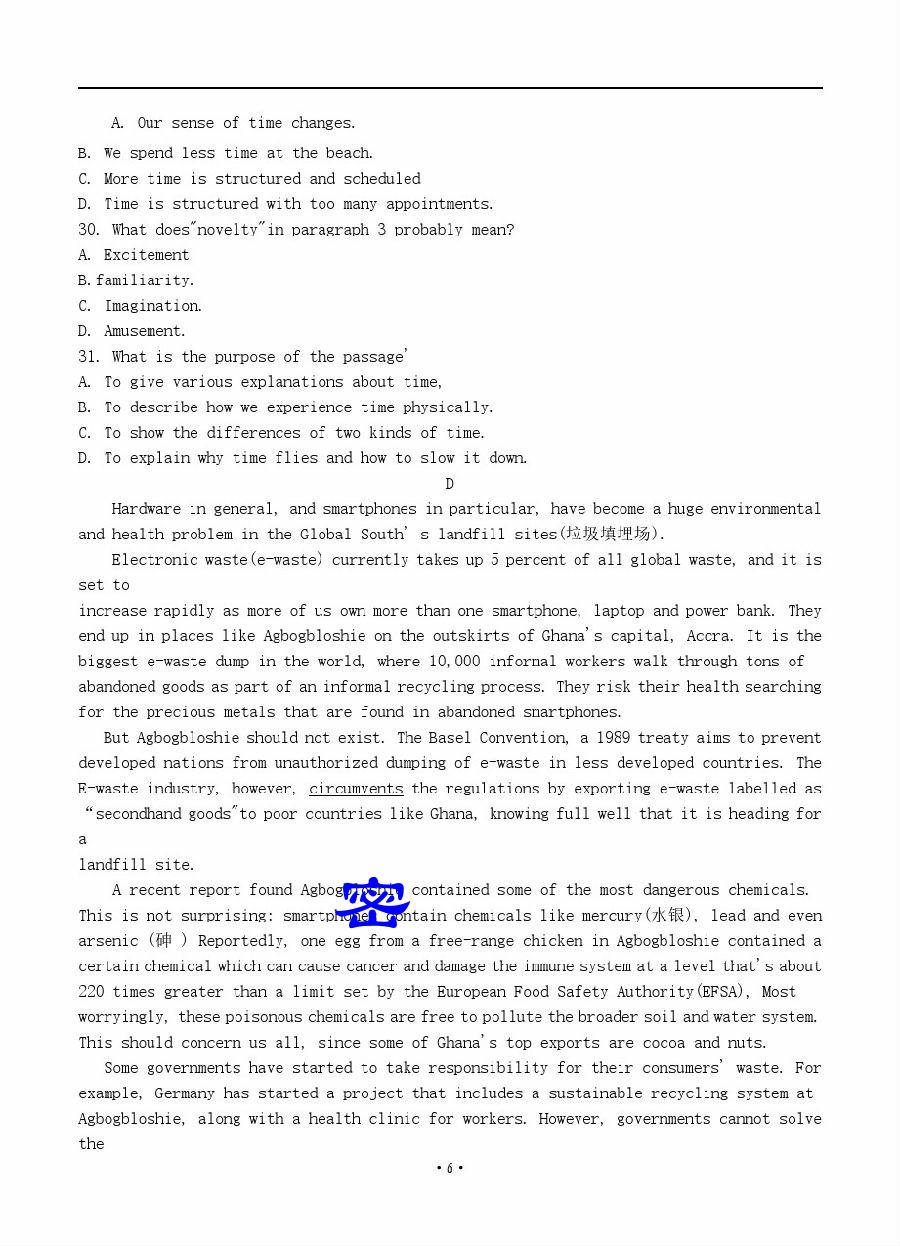 A. Our sense of time changes.
B. We spend less time at the beach.
C. More time is structured and scheduled
D. Time is structured with too many appointments.
30. What does"novelty"in paragraph 3 probably mean?
A. Excitement
B.familiarity.
C. Imagination.
D. Amusement.
31. What is the purpose of the passage'
A. To give various explanations about time,
B. To describe how we experience time physically.
C. To show the differences of two kinds of time.
D. To explain why time flies and how to slow it down.
D
Hardware in general, and smartphones in particular, have become a huge environmental
and health problem in the Global South's landfill sites(垃圾填埋场).
Electronic waste(e-waste) currently takes up 5 percent of all global waste, and it is
set to
increase rapidly as more of us own more than one smartphone, laptop and power bank. They
end up in places like Agbogbloshie on the outskirts of Ghana's capital, Accra. It is the
biggest e-waste dump in the world, where 10,000 informal workers walk through tons of
abandoned goods as part of an informal recycling process. They risk their health searching
for the precious metals that are found in abandoned smartphones.
But Agbogbloshie should not exist. The Basel Convention, a 1989 treaty aims to prevent
developed nations from unauthorized dumping of e-waste in less developed countries. The
E-waste industry, however, circumvents the regulations by exporting e-waste labelled as
“secondhand goods"to poor countries like Ghana, knowing full well that it is heading for
a
landfill site.
A recent report found Agbogbloshie contained some of the most dangerous chemicals.
This is not surprising: smartphones contain chemicals like mercury(水银), lead and even
arsenic (砷 ) Reportedly, one egg from a free-range chicken in Agbogbloshie contained a
certain chemical which can cause cancer and damage the immune system at a level that's about
220 times greater than a limit set by the European Food Safety Authority(EFSA), Most
worryingly, these poisonous chemicals are free to pollute the broader soil and water system.
This should concern us all, since some of Ghana's top exports are cocoa and nuts.
Some governments have started to take responsibility for their consumers' waste. For
example, Germany has started a project that includes a sustainable recycling system at
Agbogbloshie, along with a health clinic for workers. However, governments cannot solve
the
密
•6•